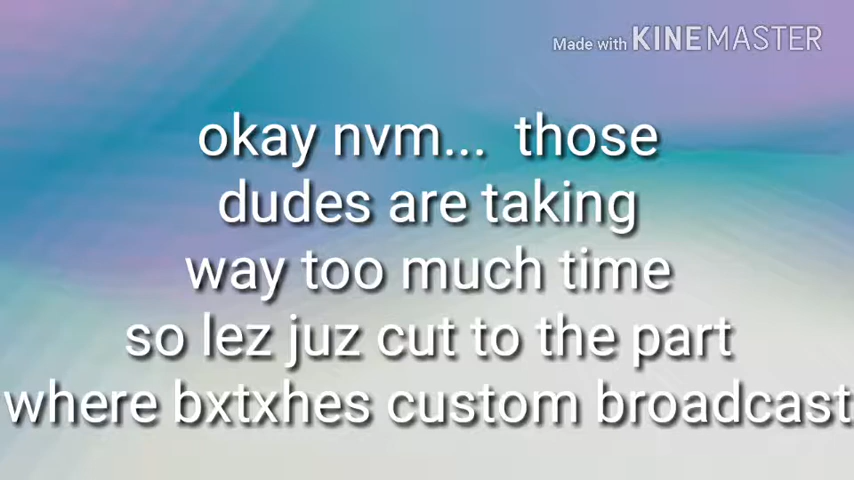 Made with KINEMASTER
okay nvm... those
dudes are taking
way too much time
so lez juz cut to the part
where bxtxhes custom broadcast